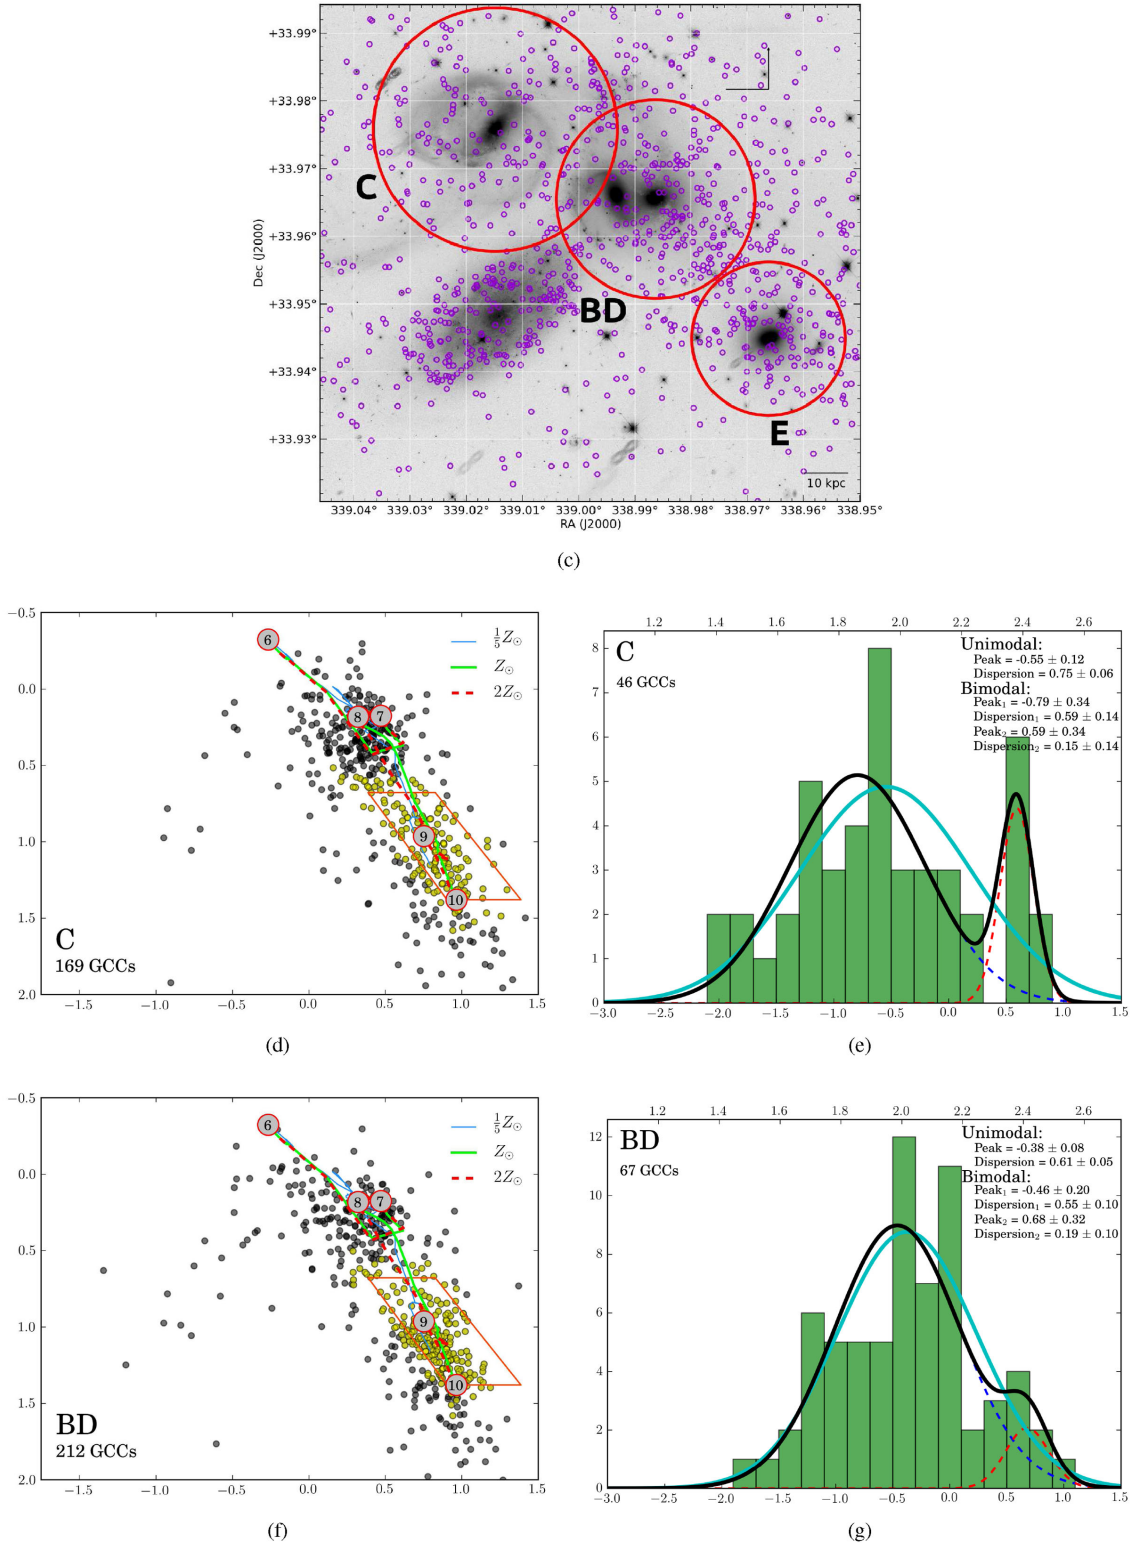 +33.99°
+33.98°
+33.97°
+33.96°
+33.95°
+33.94°
+33.93°
Dec (J2000)
C
BD
E
10 kpc
339.04° 339.03° 339.02° 339.01° 339.00° 338.99° 338.98° 338.97° 338.96° 338.95°
RA (J2000)
(c)
−0.5
0.0
0.5
1.0
1.5
2.0
6
8
7
9
10
1/5 Z⊙
Z⊙
2Z⊙
C
169 GCCs
−1.5 −1.0 −0.5 0.0 0.5 1.0 1.5
(d)
1.2 1.4 1.6 1.8 2.0 2.2 2.4 2.6
C
46 GCCs
Unimodal:
Peak = -0.55 ± 0.12
Dispersion = 0.75 ± 0.06
Bimodal:
Peak₁ = -0.79 ± 0.34
Dispersion₁ = 0.59 ± 0.14
Peak₂ = 0.59 ± 0.34
Dispersion₂ = 0.15 ± 0.14
8
7
6
5
4
3
2
1
0
−3.0 −2.5 −2.0 −1.5 −1.0 −0.5 0.0 0.5 1.0 1.5
(e)
−0.5
0.0
0.5
1.0
1.5
2.0
6
8
7
9
10
1/5 Z⊙
Z⊙
2Z⊙
BD
212 GCCs
−1.5 −1.0 −0.5 0.0 0.5 1.0 1.5
(f)
1.2 1.4 1.6 1.8 2.0 2.2 2.4 2.6
BD
67 GCCs
Unimodal:
Peak = -0.38 ± 0.08
Dispersion = 0.61 ± 0.05
Bimodal:
Peak₁ = -0.46 ± 0.20
Dispersion₁ = 0.55 ± 0.10
Peak₂ = 0.68 ± 0.32
Dispersion₂ = 0.19 ± 0.10
12
10
8
6
4
2
0
−3.0 −2.5 −2.0 −1.5 −1.0 −0.5 0.0 0.5 1.0 1.5
(g)